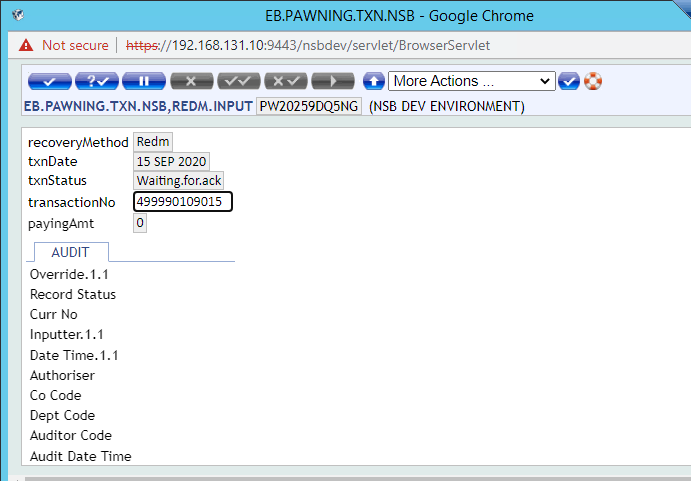 EB.PAWNING.TXN.NSB - Google Chrome
Not secure https://192.168.131.10:9443/nsbdev/servlet/BrowserServlet
More Actions ...
EB.PAWNING.TXN.NSB,REDM.INPUT PW20259DQ5NG (NSB DEV ENVIRONMENT)
recoveryMethod Redm
txnDate 15 SEP 2020
txnStatus Waiting.for.ack
transactionNo 499990109015
payingAmt 0
AUDIT
Override.1.1
Record Status
Curr No
Inputter.1.1
Date Time.1.1
Authoriser
Co Code
Dept Code
Auditor Code
Audit Date Time